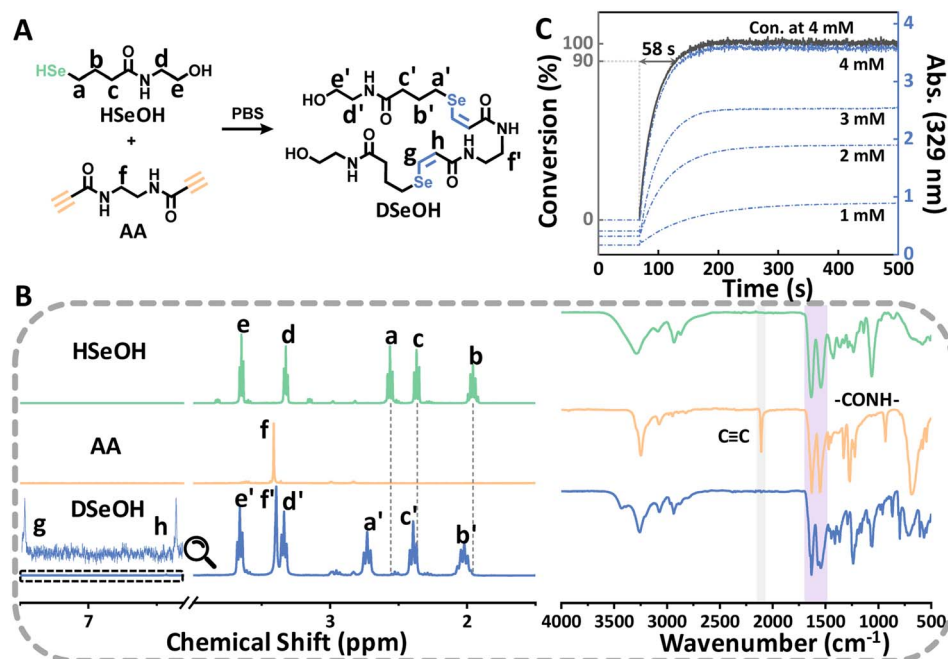 A
b
d
HSe
O
OH
N
H
a
c
e
HSeOH
+
f
O
H
N
N
H
O
AA
PBS
e'
H
N
c'
a'
HO
Se
O
d'
O
b'
N
H
h
HO
O
g
H
N
N
H
O
f'
Se
DSeOH
C
Conversion (%)
100
90
0
58 s
Con. at 4 mM
4 mM
3 mM
2 mM
1 mM
4
3
2
1
0
Abs. (329 nm)
0 100 200 300 400 500
Time (s)
B
HSeOH
e
d
a
c
b
AA
f
DSeOH
g
h
e'
f'
d'
a'
c'
b'
7 3 2
Chemical Shift (ppm)
C≡C
-CONH-
4000 3500 3000 2500 2000 1500 1000 500
Wavenumber (cm-1)